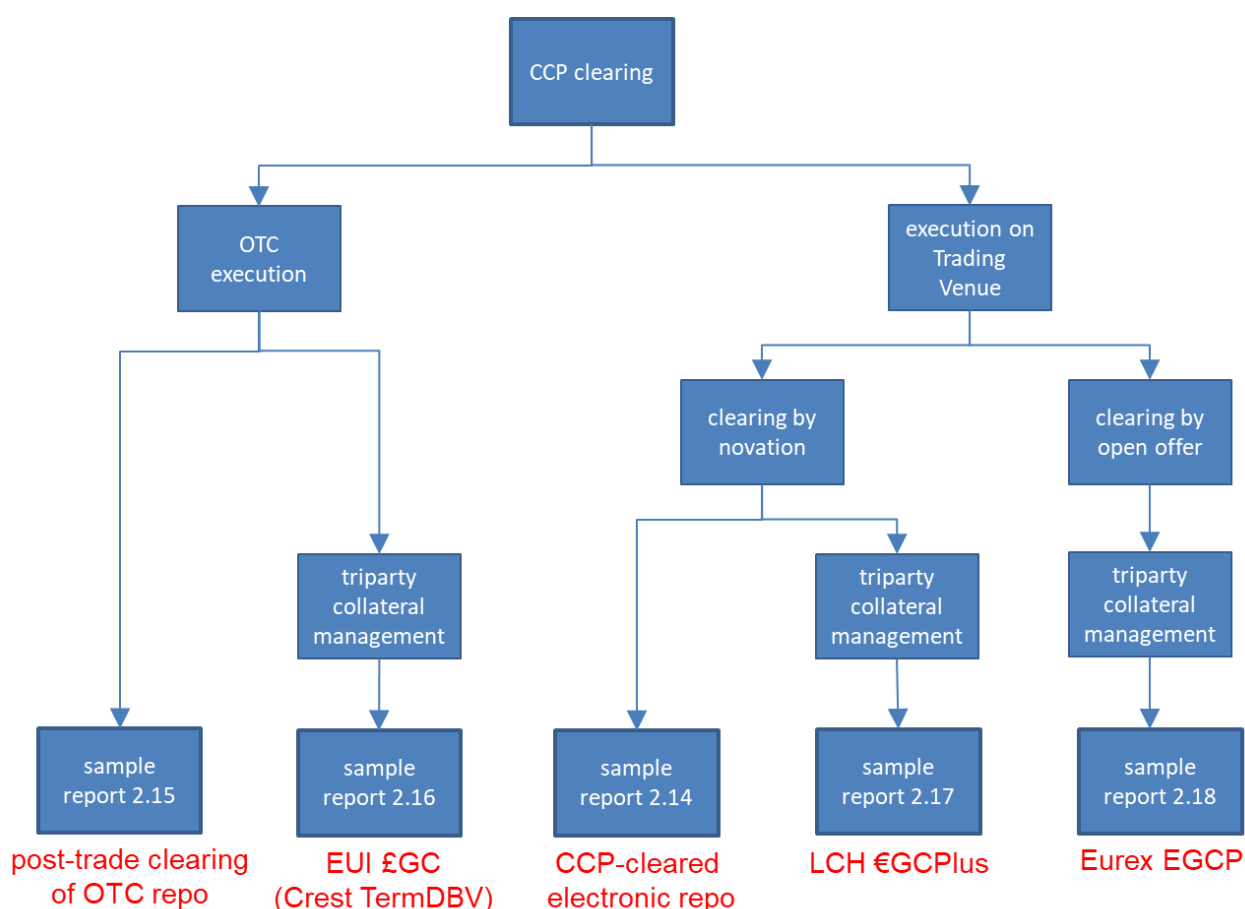 CCP clearing
OTC
execution
execution on
Trading
Venue
clearing by
novation
clearing by
open offer
triparty
collateral
management
triparty
collateral
management
triparty
collateral
management
sample
report 2.15
sample
report 2.16
sample
report 2.14
sample
report 2.17
sample
report 2.18
post-trade clearing
of OTC repo
EUI £GC
(Crest TermDBV)
CCP-cleared
electronic repo
LCH €GCPlus
Eurex EGCP